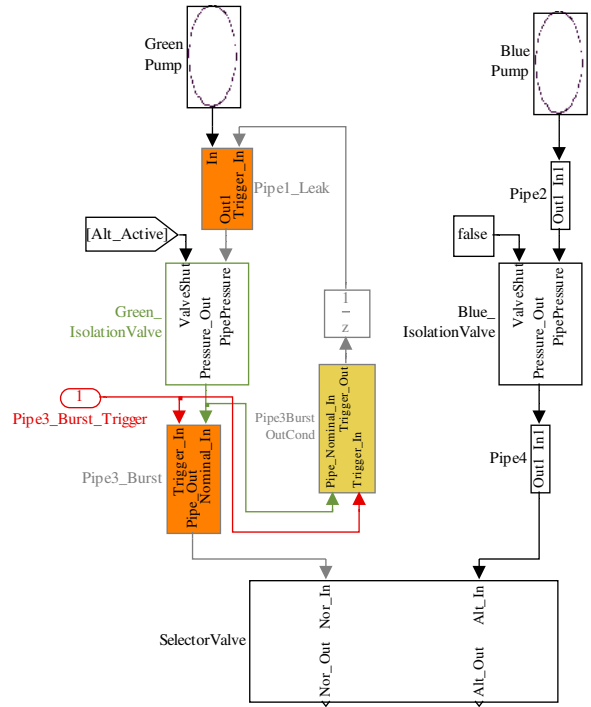 Green
Pump
Blue
Pump
In
Trigger_In
Out1
Pipe1_Leak
Pipe2
In1
Out1
[Alt_Active]
false
ValveShut
PipePressure
Pressure_Out
Green_
IsolationValve
1
z
ValveShut
PipePressure
Pressure_Out
Blue_
IsolationValve
1
Pipe3_Burst_Trigger
Trigger_In
Nominal_In
Pipe_Out
Pipe3_Burst
Pipe3Burst
OutCond
Pipe_Nominal_In
Trigger_In
Trigger_Out
Pipe4
In1
Out1
SelectorValve
Nor_In
Alt_In
Nor_Out
Alt_Out